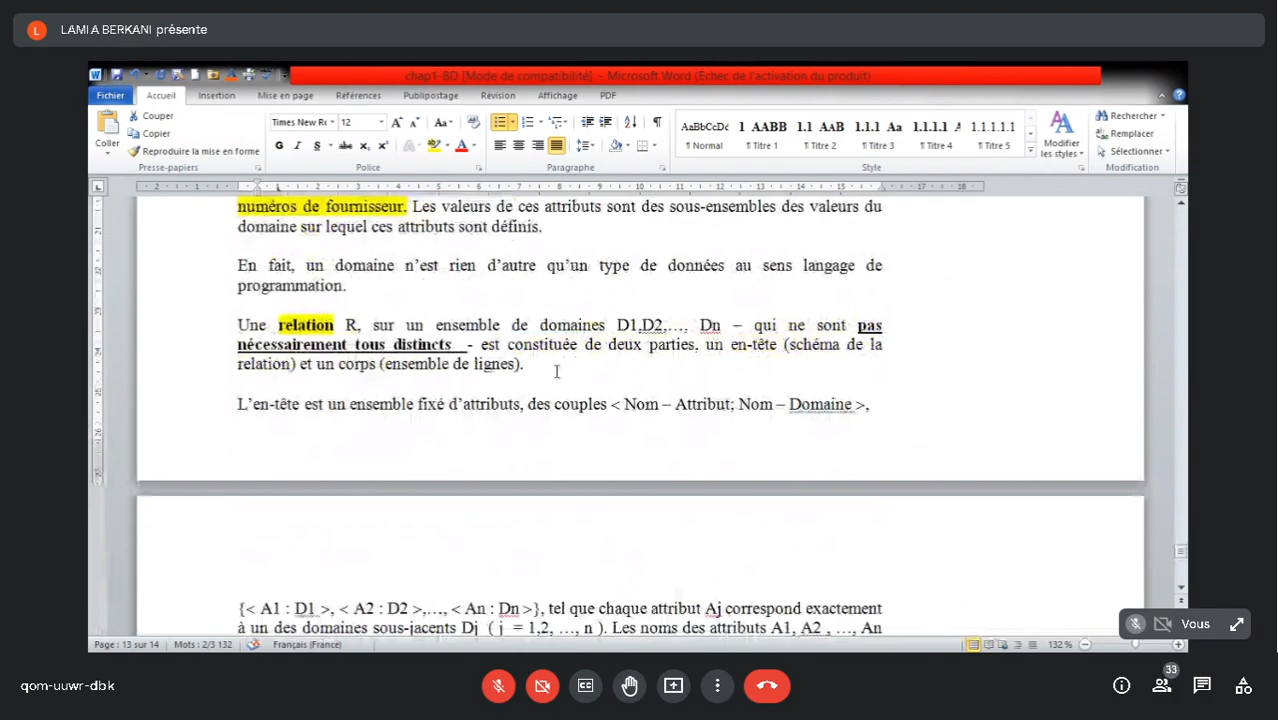 L LAMIA BERKANI présente
chap1-BD [Mode de compatibilité] – Microsoft Word (Échec de l'activation du produit)
Fichier Accueil Insertion Mise en page Références Publipostage Révision Affichage PDF
Coller
Couper
Copier
Reproduire la mise en forme
Presse-papiers
Times New Ro 12
G I S abc x₂ x²
Police
Paragraphe
AaBbCcDc 1 AABB 1.1 AaB 1.1.1 Aa 1.1.1.1 A 1.1.1.1.1
¶ Normal ¶ Titre 1 ¶ Titre 2 ¶ Titre 3 ¶ Titre 4 ¶ Titre 5
Style
Modifier les styles
Rechercher
Remplacer
Sélectionner
Modification
numéros de fournisseur. Les valeurs de ces attributs sont des sous-ensembles des valeurs du
domaine sur lequel ces attributs sont définis.
En fait, un domaine n'est rien d'autre qu'un type de données au sens langage de
programmation.
Une relation R, sur un ensemble de domaines D1,D2,…, Dn – qui ne sont pas
nécessairement tous distincts - est constituée de deux parties, un en-tête (schéma de la
relation) et un corps (ensemble de lignes).
L'en-tête est un ensemble fixé d'attributs, des couples < Nom – Attribut; Nom – Domaine >,
{< A1 : D1 >, < A2 : D2 >,…, < An : Dn >}, tel que chaque attribut Aj correspond exactement
à un des domaines sous-jacents Dj ( j = 1,2, …, n ). Les noms des attributs A1, A2 , …, An
Page : 13 sur 14 Mots : 2/3 132 Français (France) 132 %
Vous
qom-uuwr-dbk
33